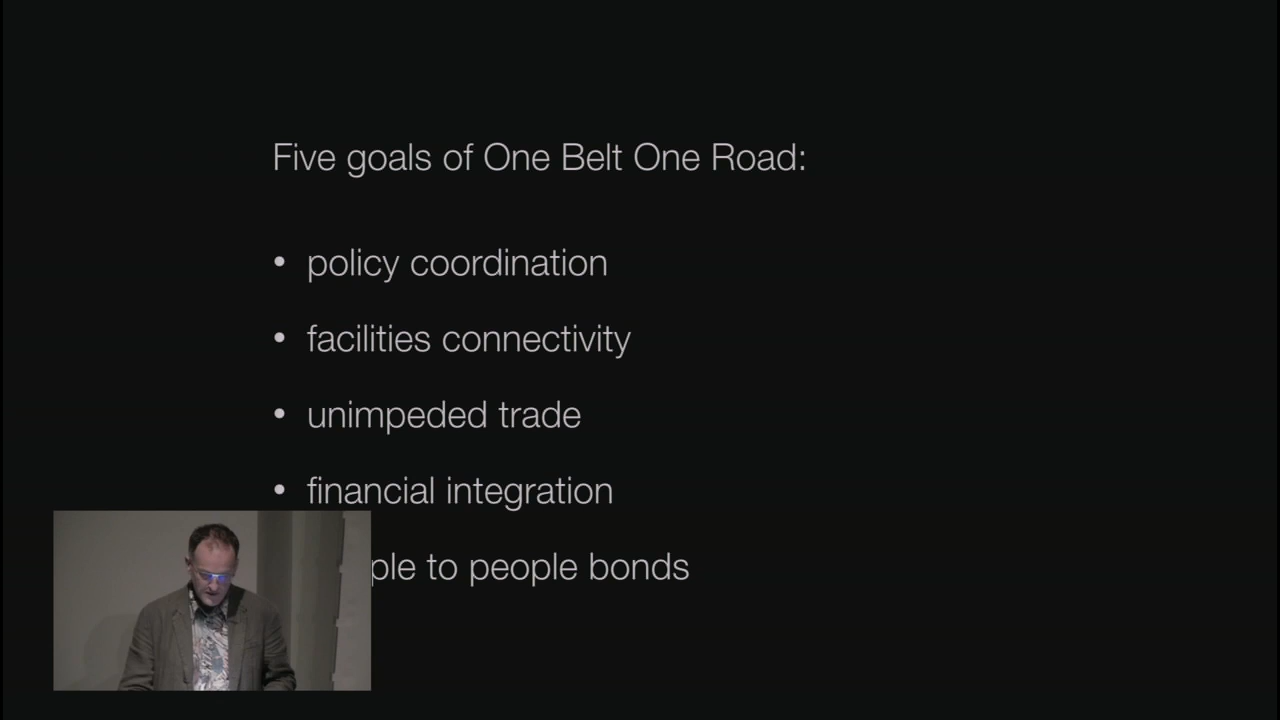 Five goals of One Belt One Road:
• policy coordination
• facilities connectivity
• unimpeded trade
• financial integration
ple to people bonds